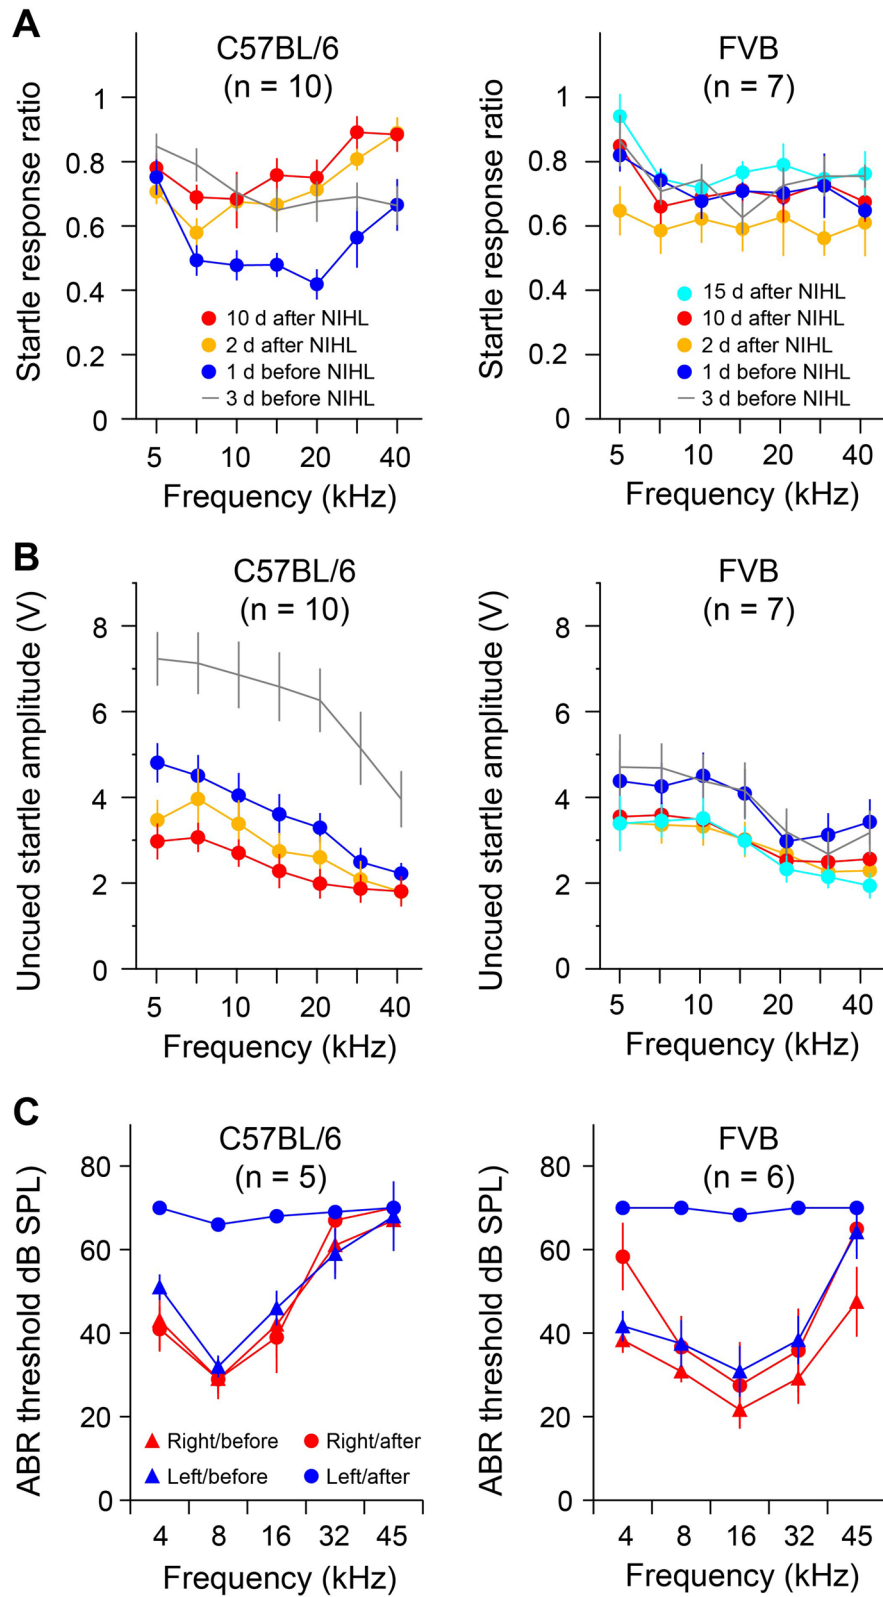 A
C57BL/6
(n = 10)
Startle response ratio
1
0.8
0.6
0.4
0.2
0
10 d after NIHL
2 d after NIHL
1 d before NIHL
3 d before NIHL
5 10 20 40
Frequency (kHz)
FVB
(n = 7)
Startle response ratio
1
0.8
0.6
0.4
0.2
0
15 d after NIHL
10 d after NIHL
2 d after NIHL
1 d before NIHL
3 d before NIHL
5 10 20 40
Frequency (kHz)
B
C57BL/6
(n = 10)
Uncued startle amplitude (V)
8
6
4
2
0
5 10 20 40
Frequency (kHz)
FVB
(n = 7)
Uncued startle amplitude (V)
8
6
4
2
0
5 10 20 40
Frequency (kHz)
C
C57BL/6
(n = 5)
ABR threshold dB SPL)
80
60
40
20
0
Right/before Right/after
Left/before Left/after
4 8 16 32 45
Frequency (kHz)
FVB
(n = 6)
ABR threshold dB SPL)
80
60
40
20
0
4 8 16 32 45
Frequency (kHz)